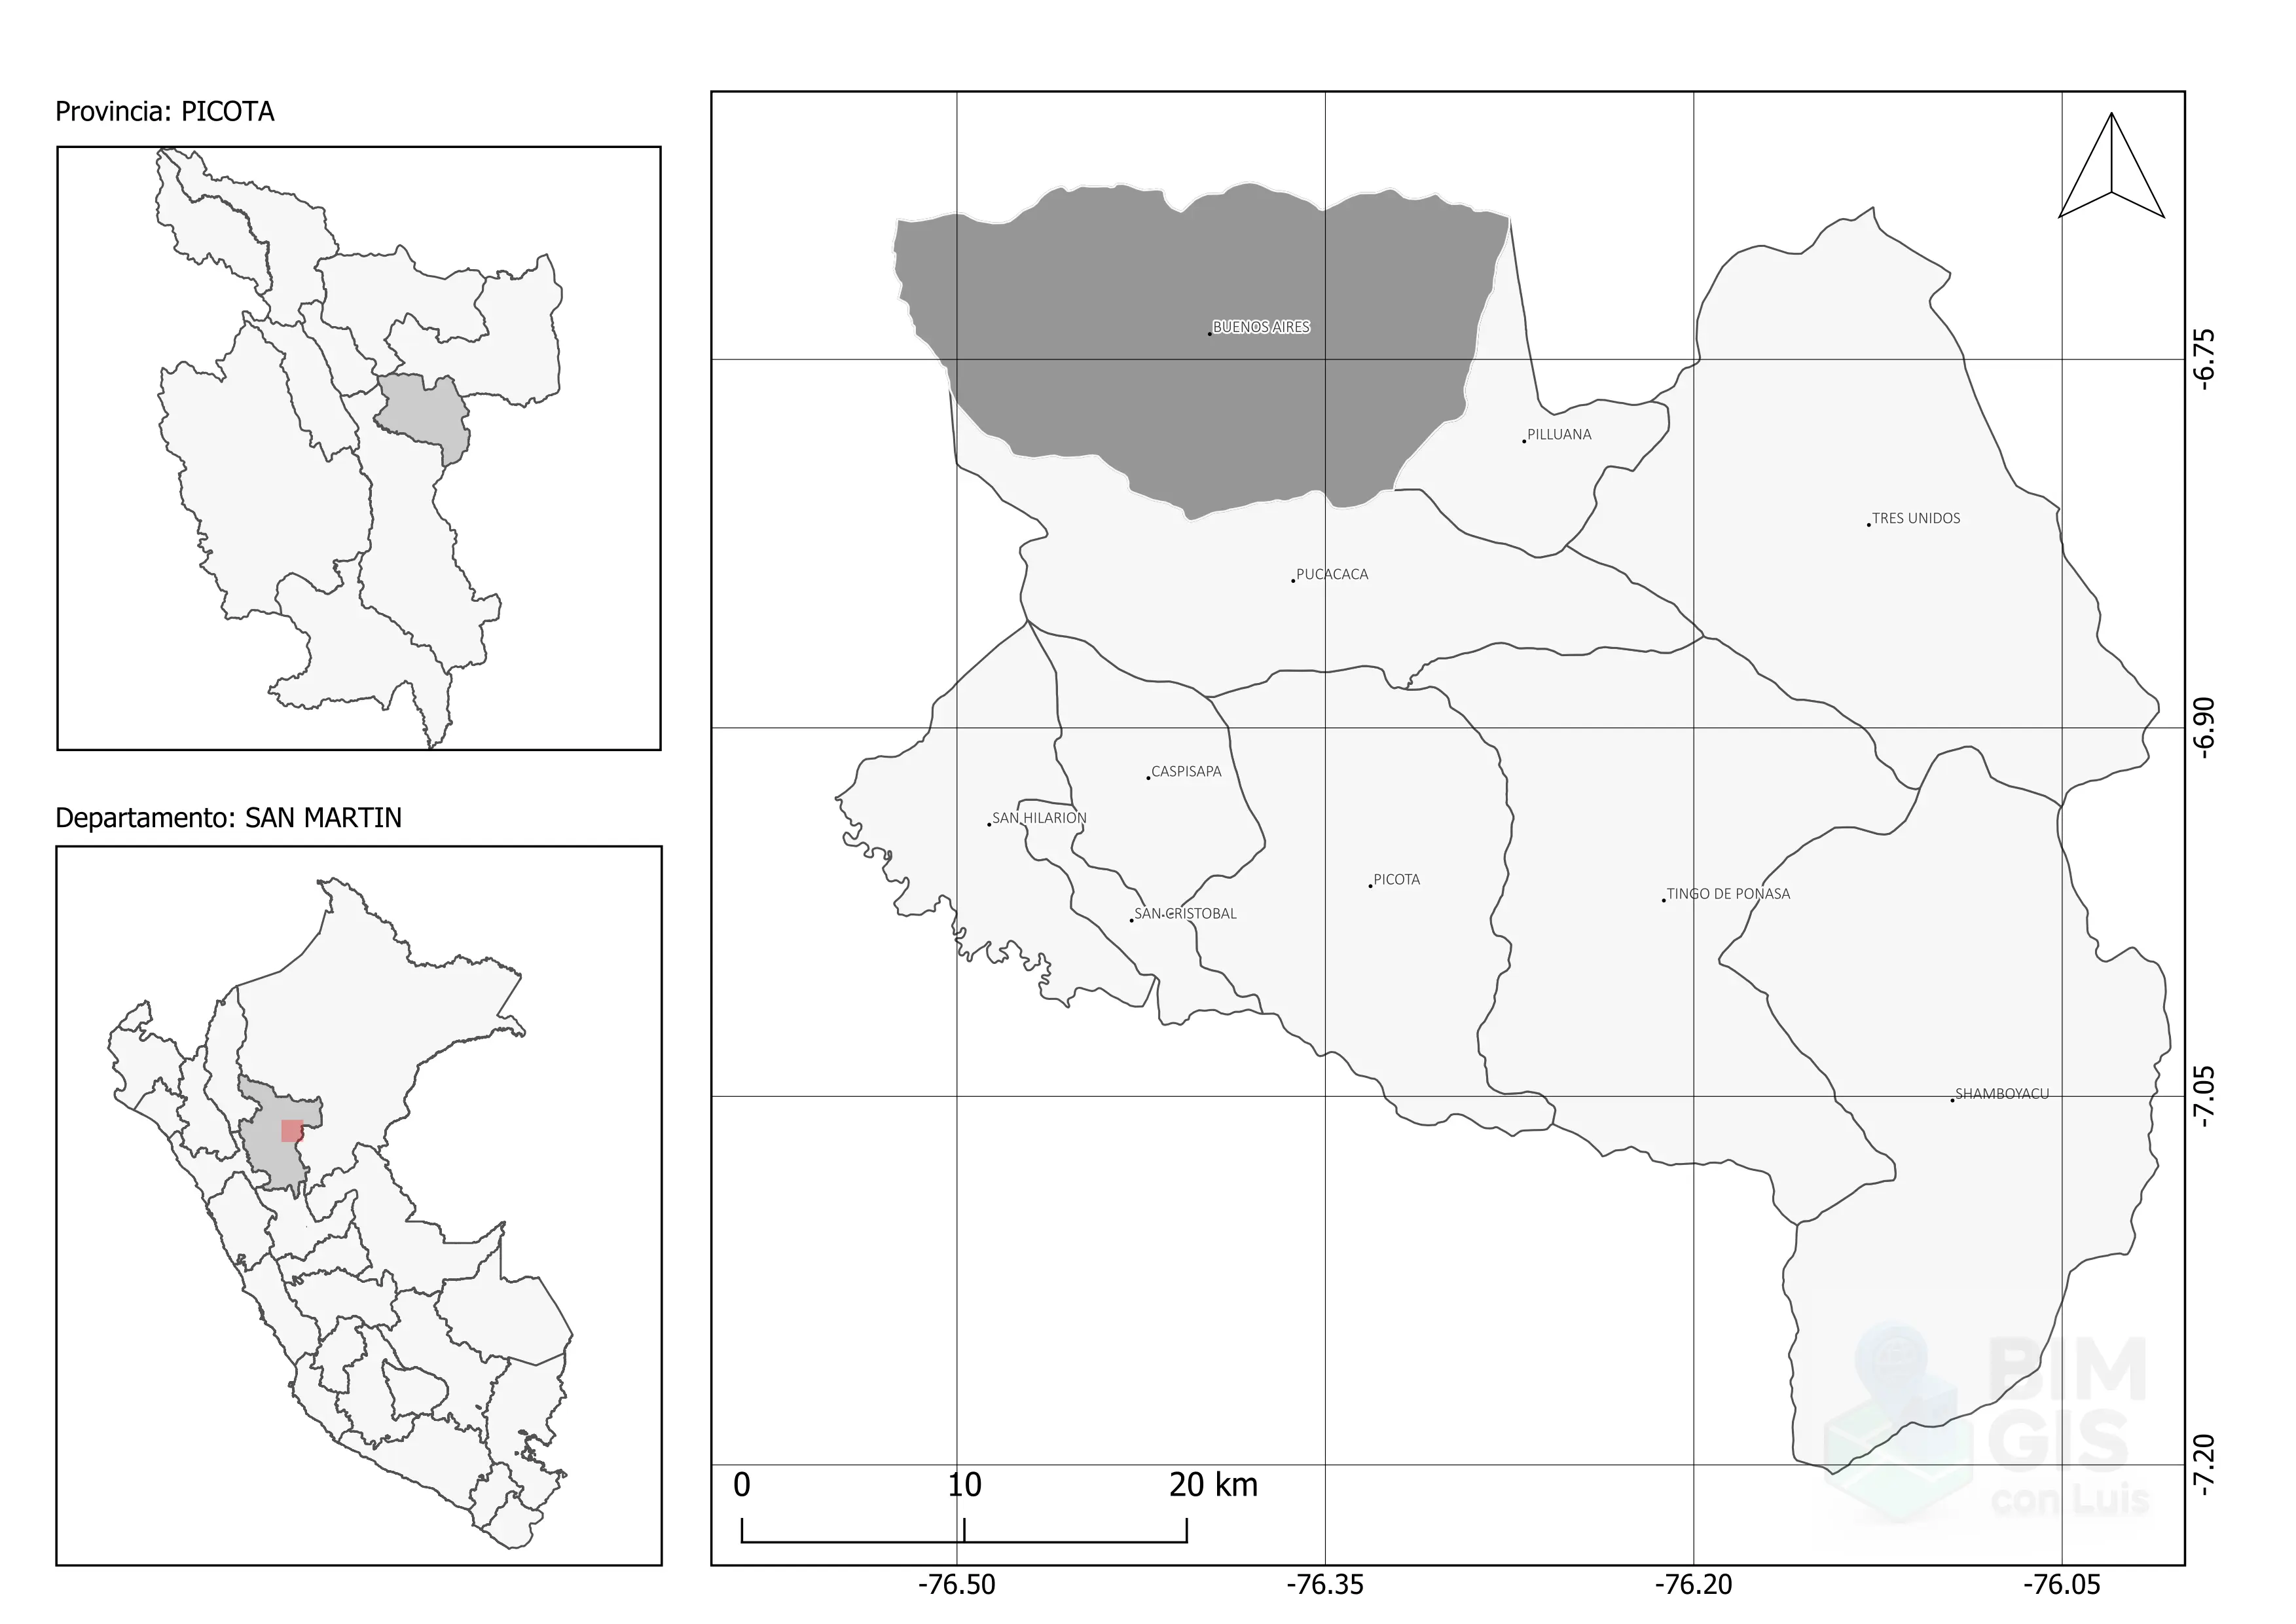 Provincia: PICOTA
Departamento: SAN MARTIN
BUENOS AIRES
PILLUANA
TRES UNIDOS
PUCACACA
CASPISAPA
SAN HILARION
PICOTA
TINGO DE PONASA
SAN CRISTOBAL
SHAMBOYACU
-6.75
-6.90
-7.05
-7.20
BIM
GIS
con Luis
0 10 20 km
-76.50 -76.35 -76.20 -76.05